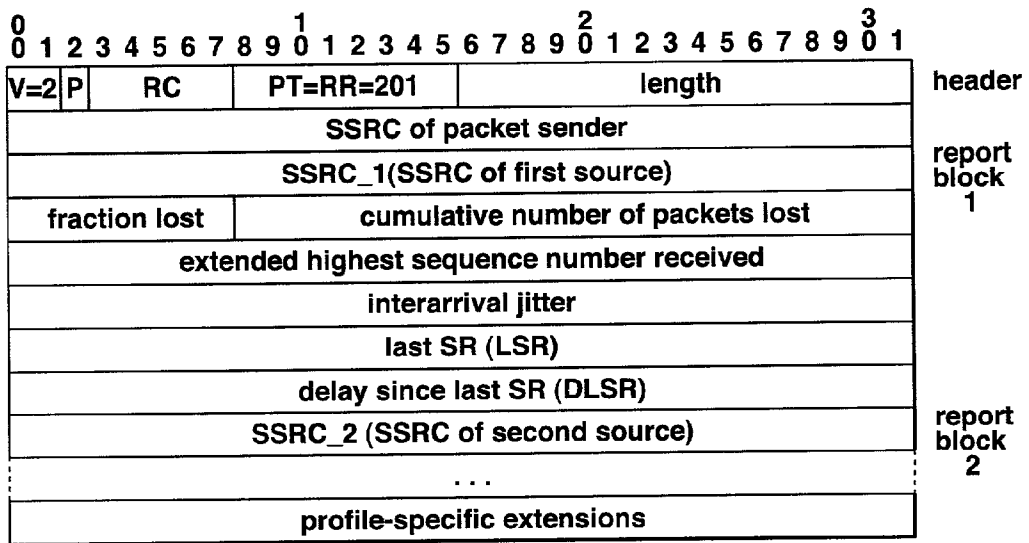 0 1 2 3
0 1 2 3 4 5 6 7 8 9 0 1 2 3 4 5 6 7 8 9 0 1 2 3 4 5 6 7 8 9 0 1
V=2 P RC PT=RR=201 length header
SSRC of packet sender
SSRC_1(SSRC of first source) report block 1
fraction lost cumulative number of packets lost
extended highest sequence number received
interarrival jitter
last SR (LSR)
delay since last SR (DLSR)
SSRC_2 (SSRC of second source) report block 2
...
profile-specific extensions